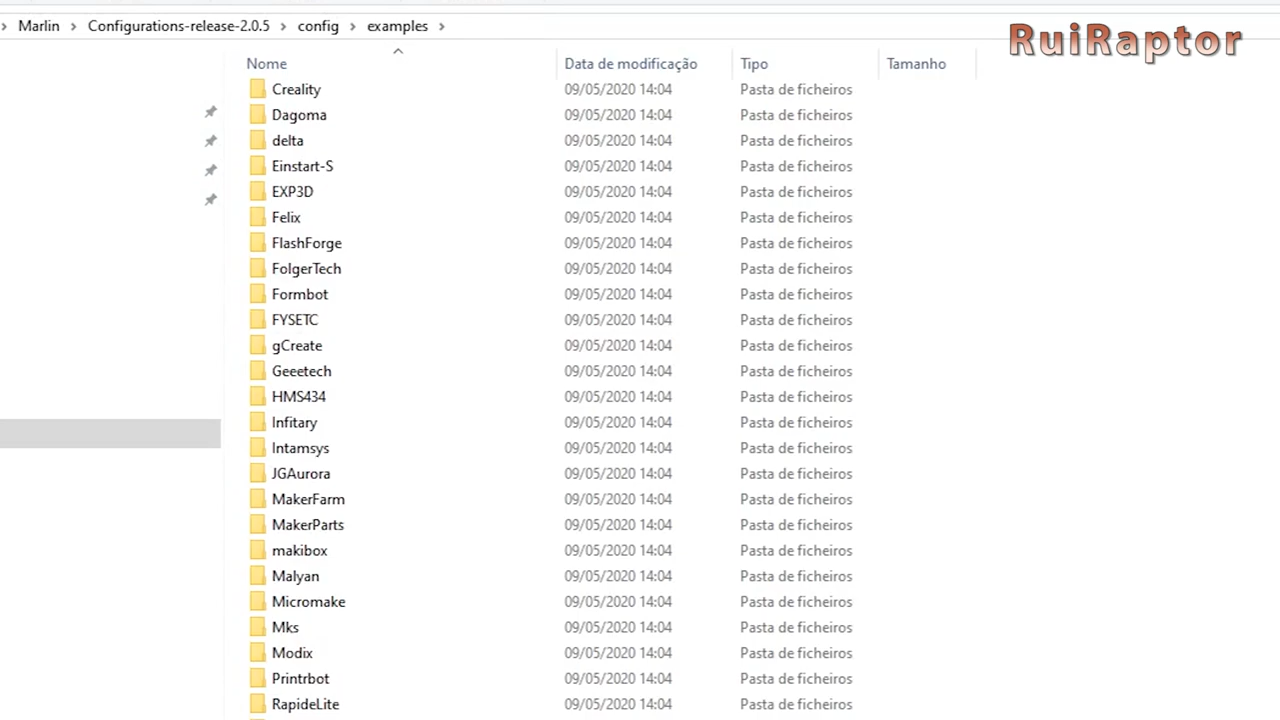 Marlin > Configurations-release-2.0.5 > config > examples >
RuiRaptor
Nome Data de modificação Tipo Tamanho
Creality 09/05/2020 14:04 Pasta de ficheiros
Dagoma 09/05/2020 14:04 Pasta de ficheiros
delta 09/05/2020 14:04 Pasta de ficheiros
Einstart-S 09/05/2020 14:04 Pasta de ficheiros
EXP3D 09/05/2020 14:04 Pasta de ficheiros
Felix 09/05/2020 14:04 Pasta de ficheiros
FlashForge 09/05/2020 14:04 Pasta de ficheiros
FolgerTech 09/05/2020 14:04 Pasta de ficheiros
Formbot 09/05/2020 14:04 Pasta de ficheiros
FYSETC 09/05/2020 14:04 Pasta de ficheiros
gCreate 09/05/2020 14:04 Pasta de ficheiros
Geeetech 09/05/2020 14:04 Pasta de ficheiros
HMS434 09/05/2020 14:04 Pasta de ficheiros
Infitary 09/05/2020 14:04 Pasta de ficheiros
Intamsys 09/05/2020 14:04 Pasta de ficheiros
JGAurora 09/05/2020 14:04 Pasta de ficheiros
MakerFarm 09/05/2020 14:04 Pasta de ficheiros
MakerParts 09/05/2020 14:04 Pasta de ficheiros
makibox 09/05/2020 14:04 Pasta de ficheiros
Malyan 09/05/2020 14:04 Pasta de ficheiros
Micromake 09/05/2020 14:04 Pasta de ficheiros
Mks 09/05/2020 14:04 Pasta de ficheiros
Modix 09/05/2020 14:04 Pasta de ficheiros
Printrbot 09/05/2020 14:04 Pasta de ficheiros
RapideLite 09/05/2020 14:04 Pasta de ficheiros